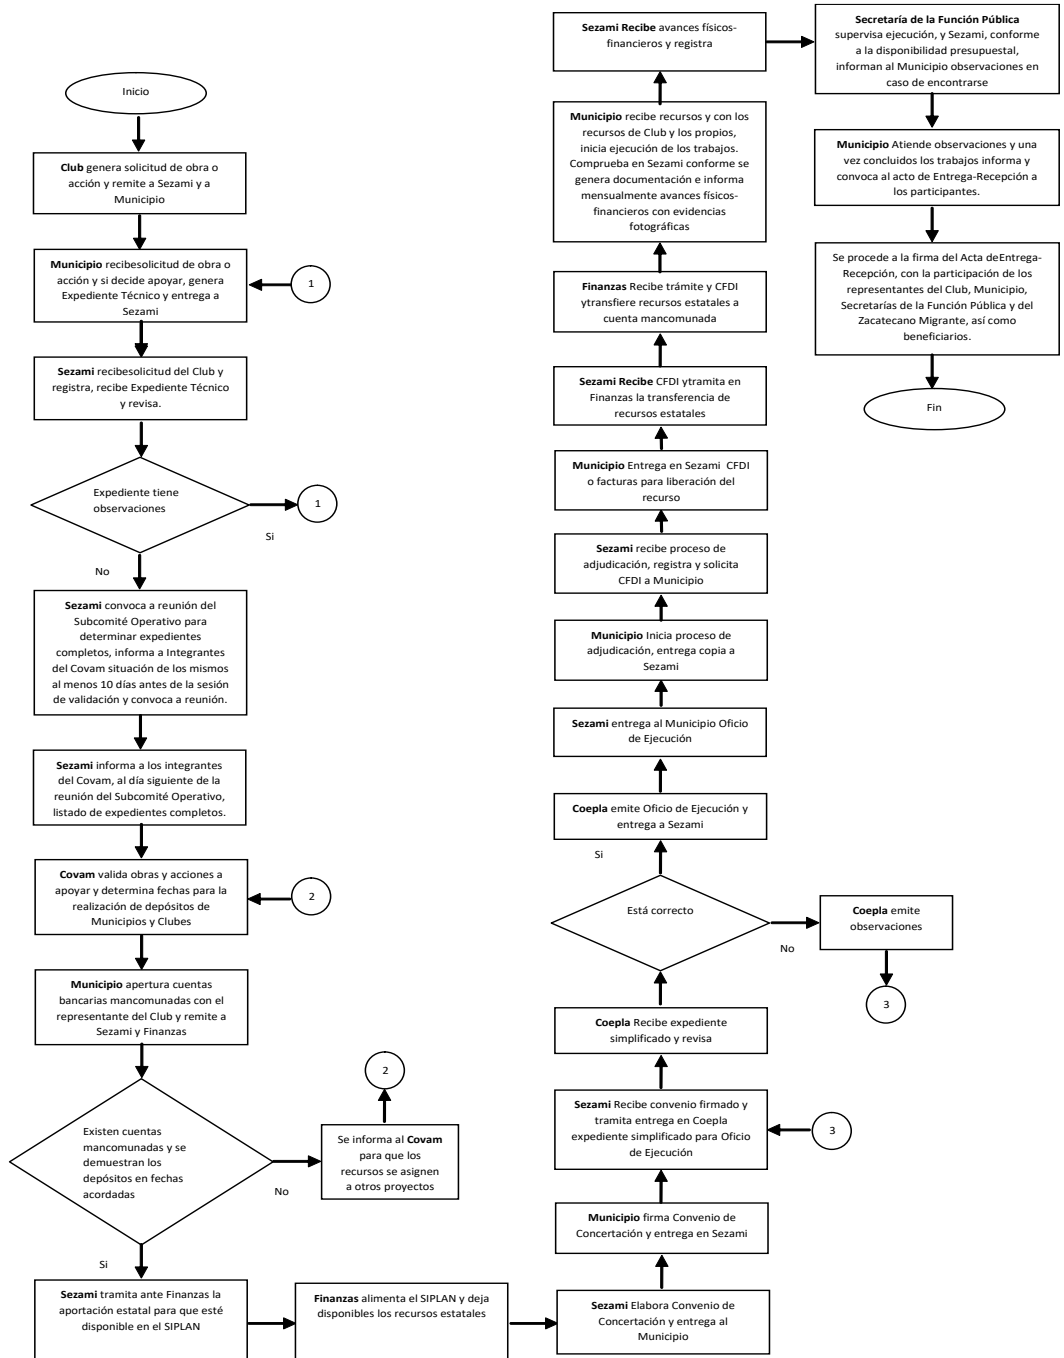 Inicio
Club genera solicitud de obra o
acción y remite a Sezami y a
Municipio
Municipio recibesolicitud de obra o
acción y si decide apoyar, genera
Expediente Técnico y entrega a
Sezami
1
Sezami recibesolicitud del Club y
registra, recibe Expediente Técnico
y revisa.
Expediente tiene
observaciones
1
Si
No
Sezami convoca a reunión del
Subcomité Operativo para
determinar expedientes
completos, informa a Integrantes
del Covam situación de los mismos
al menos 10 días antes de la sesión
de validación y convoca a reunión.
Sezami informa a los integrantes
del Covam, al día siguiente de la
reunión del Subcomité Operativo,
listado de expedientes completos.
Covam valida obras y acciones a
apoyar y determina fechas para la
realización de depósitos de
Municipios y Clubes
2
Municipio apertura cuentas
bancarias mancomunadas con el
representante del Club y remite a
Sezami y Finanzas
Existen cuentas
mancomunadas y se
demuestran los
depósitos en fechas
acordadas
No
2
Se informa al Covam
para que los
recursos se asignen
a otros proyectos
Si
Sezami tramita ante Finanzas la
aportación estatal para que esté
disponible en el SIPLAN
Finanzas alimenta el SIPLAN y deja
disponibles los recursos estatales
Sezami Elabora Convenio de
Concertación y entrega al
Municipio
Municipio firma Convenio de
Concertación y entrega en Sezami
Sezami Recibe convenio firmado y
tramita entrega en Coepla
expediente simplificado para Oficio
de Ejecución
3
Coepla Recibe expediente
simplificado y revisa
Está correcto
No
Coepla emite
observaciones
3
Si
Coepla emite Oficio de Ejecución y
entrega a Sezami
Sezami entrega al Municipio Oficio
de Ejecución
Municipio Inicia proceso de
adjudicación, entrega copia a
Sezami
Sezami recibe proceso de
adjudicación, registra y solicita
CFDI a Municipio
Municipio Entrega en Sezami CFDI
o facturas para liberación del
recurso
Sezami Recibe CFDI ytramita en
Finanzas la transferencia de
recursos estatales
Finanzas Recibe trámite y CFDI
ytransfiere recursos estatales a
cuenta mancomunada
Municipio recibe recursos y con los
recursos de Club y los propios,
inicia ejecución de los trabajos.
Comprueba en Sezami conforme se
genera documentación e informa
mensualmente avances físicos-
financieros con evidencias
fotográficas
Sezami Recibe avances físicos-
financieros y registra
Secretaría de la Función Pública
supervisa ejecución, y Sezami, conforme
a la disponibilidad presupuestal,
informan al Municipio observaciones en
caso de encontrarse
Municipio Atiende observaciones y una
vez concluidos los trabajos informa y
convoca al acto de Entrega-Recepción a
los participantes.
Se procede a la firma del Acta deEntrega-
Recepción, con la participación de los
representantes del Club, Municipio,
Secretarías de la Función Pública y del
Zacatecano Migrante, así como
beneficiarios.
Fin